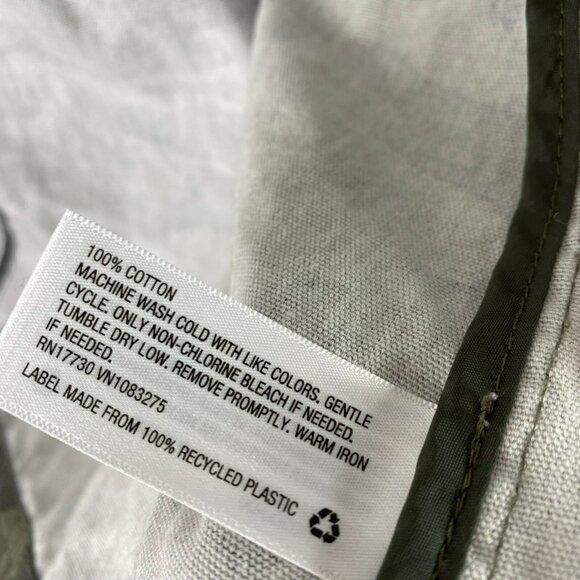 100% COTTON
MACHINE WASH COLD WITH LIKE COLORS. GENTLE
CYCLE. ONLY NON-CHLORINE BLEACH IF NEEDED.
TUMBLE DRY LOW. REMOVE PROMPTLY. WARM IRON
IF NEEDED.
RN17730 VN1083275
LABEL MADE FROM 100% RECYCLED PLASTIC